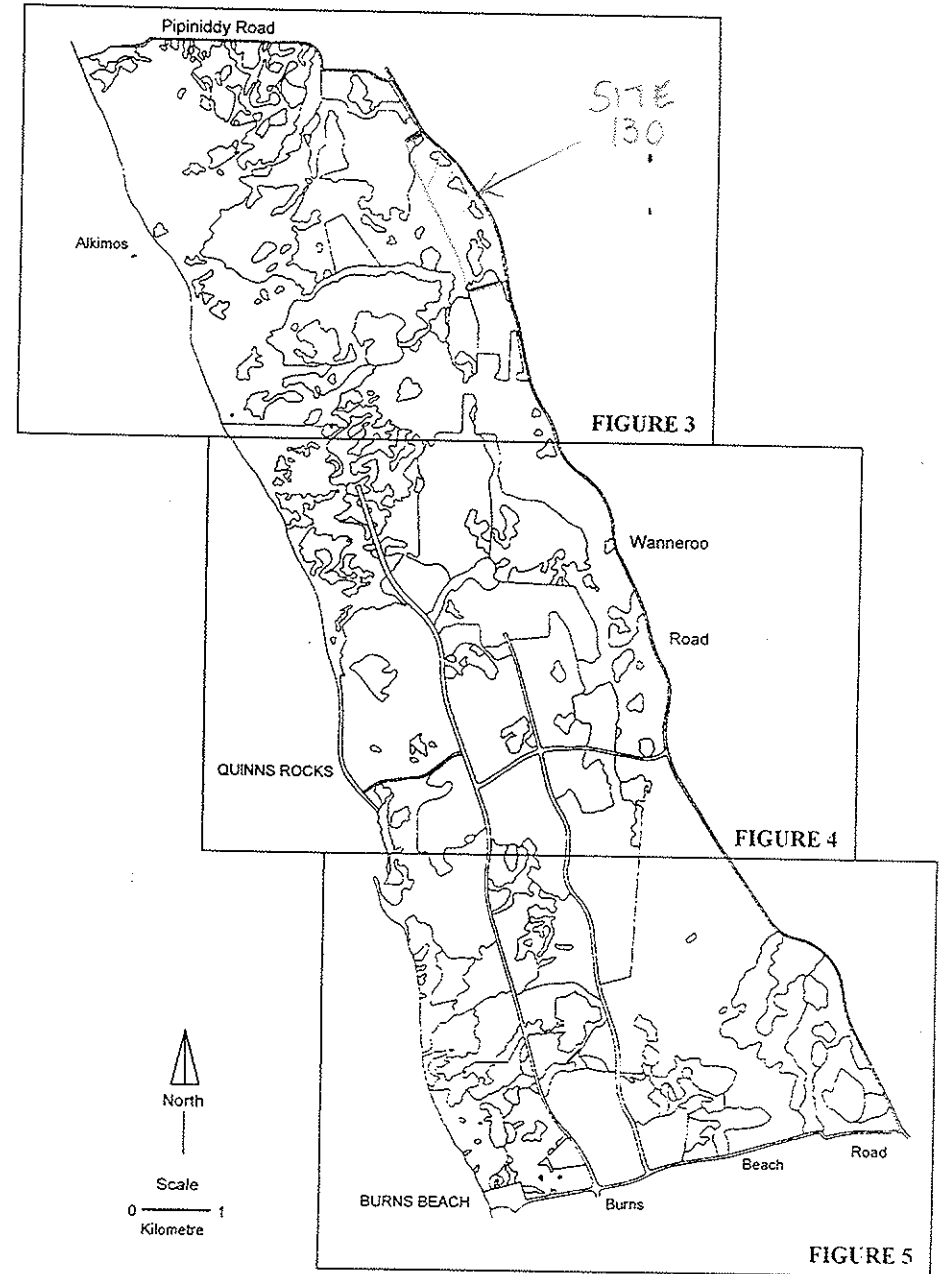 Pipiniddy Road
SITE
130
Alkimos
FIGURE 3
Wanneroo
Road
QUINNS ROCKS
FIGURE 4
North
Scale
0 1
Kilometre
BURNS BEACH
Burns
Beach
Road
FIGURE 5